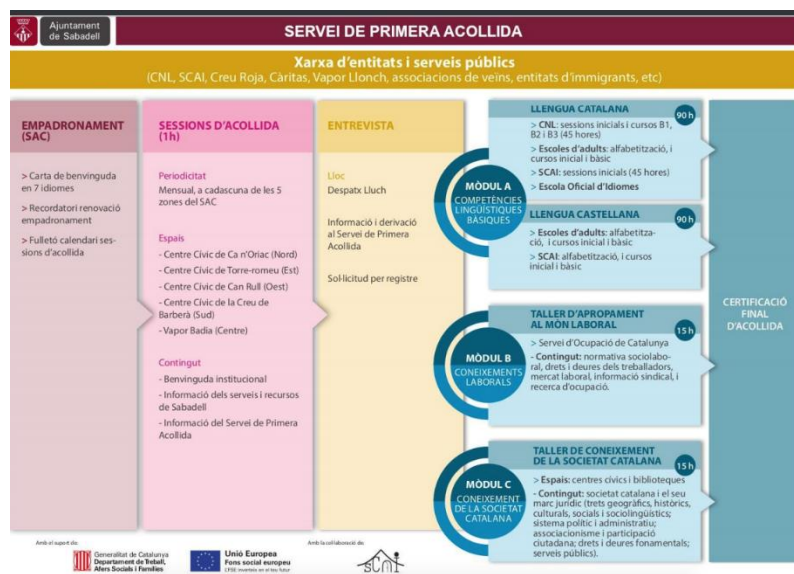 Ajuntament
de Sabadell
SERVEI DE PRIMERA ACOLLIDA
Xarxa d'entitats i serveis públics
(CNL, SCAI, Creu Roja, Càritas, Vapor Llonch, associacions de veïns, entitats d'immigrants, etc)
EMPADRONAMENT
(SAC)
> Carta de benvinguda
en 7 idiomes
> Recordatori renovació
empadronament
> Fulletó calendari ses-
sions d'acollida
SESSIONS D'ACOLLIDA
(1h)
Periodicitat
Mensual, a cadascuna de les 5
zones del SAC
Espais
- Centre Cívic de Ca n'Oriac (Nord)
- Centre Cívic de Torre-romeu (Est)
- Centre Cívic de Can Rull (Oest)
- Centre Cívic de la Creu de
Barberà (Sud)
- Vapor Badia (Centre)
Contingut
- Benvinguda institucional
- Informació dels serveis i recursos
de Sabadell
- Informació del Servei de Primera
Acollida
ENTREVISTA
Lloc
Despatx Lluch
Informació i derivació
al Servei de Primera
Acollida
Sol·licitud per registre
MÒDUL A
COMPETÈNCIES
LINGÜÍSTIQUES
BÀSIQUES
LLENGUA CATALANA
90 h
> CNL: sessions inicials i cursos B1,
B2 i B3 (45 hores)
> Escoles d'adults: alfabetització, i
cursos inicial i bàsic
> SCAI: sessions inicials (45 hores)
> Escola Oficial d'Idiomes
LLENGUA CASTELLANA
90 h
> Escoles d'adults: alfabetitza-
ció, i cursos inicial i bàsic
> SCAI: alfabetització, i cursos
inicial i bàsic
MÒDUL B
CONEIXEMENTS
LABORALS
TALLER D'APROPAMENT
AL MÓN LABORAL
15 h
> Servei d'Ocupació de Catalunya
- Contingut: normativa sociolabo-
ral, drets i deures dels treballadors,
mercat laboral, informació sindical, i
recerca d'ocupació.
MÒDUL C
CONEIXEMENT
DE LA SOCIETAT
CATALANA
TALLER DE CONEIXEMENT
DE LA SOCIETAT CATALANA
15 h
> Espais: centres cívics i biblioteques
- Contingut: societat catalana i el seu
marc jurídic (trets geogràfics, històrics,
culturals, socials i sociolingüístics;
sistema polític i administratiu;
associacionisme i participació
ciutadana; drets i deures fonamentals;
serveis públics).
CERTIFICACIÓ
FINAL
D'ACOLLIDA
Amb el suport de:
Generalitat de Catalunya
Departament de Treball,
Afers Socials i Famílies
Unió Europea
Fons social europeu
L'FSE inverteix en el teu futur
Amb la col·laboració de:
scmi